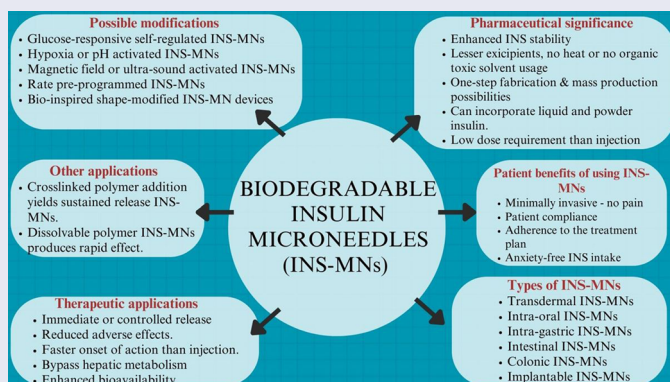 Possible modifications
Glucose-responsive self-regulated INS-MNs
Hypoxia or pH activated INS-MNs
Magnetic field or ultra-sound activated INS-MNs
Rate pre-programmed INS-MNs
Bio-inspired shape-modified INS-MN devices
Pharmaceutical significance
Enhanced INS stability
Lesser exicipients, no heat or no organic
toxic solvent usage
One-step fabrication & mass production
possibilities
Can incorporate liquid and powder
insulin.
Low dose requirement than injection
Other applications
Crosslinked polymer addition
yields sustained release INS-
MNs.
Dissolvable polymer INS-MNs
produces rapid effect.
BIODEGRADABLE
INSULIN
MICRONEEDLES
(INS-MNs)
Patient benefits of using INS-
MNs
Minimally invasive - no pain
Patient compliance
Adherence to the treatment
plan
Anxiety-free INS intake
Therapeutic applications
Immediate or controlled release
Reduced adverse effects.
Faster onset of action than injection.
Bypass hepatic metabolism
Enhanced bioavailability
Types of INS-MNs
Transdermal INS-MNs
Intra-oral INS-MNs
Intra-gastric INS-MNs
Intestinal INS-MNs
Colonic INS-MNs
Implantable INS-MNs